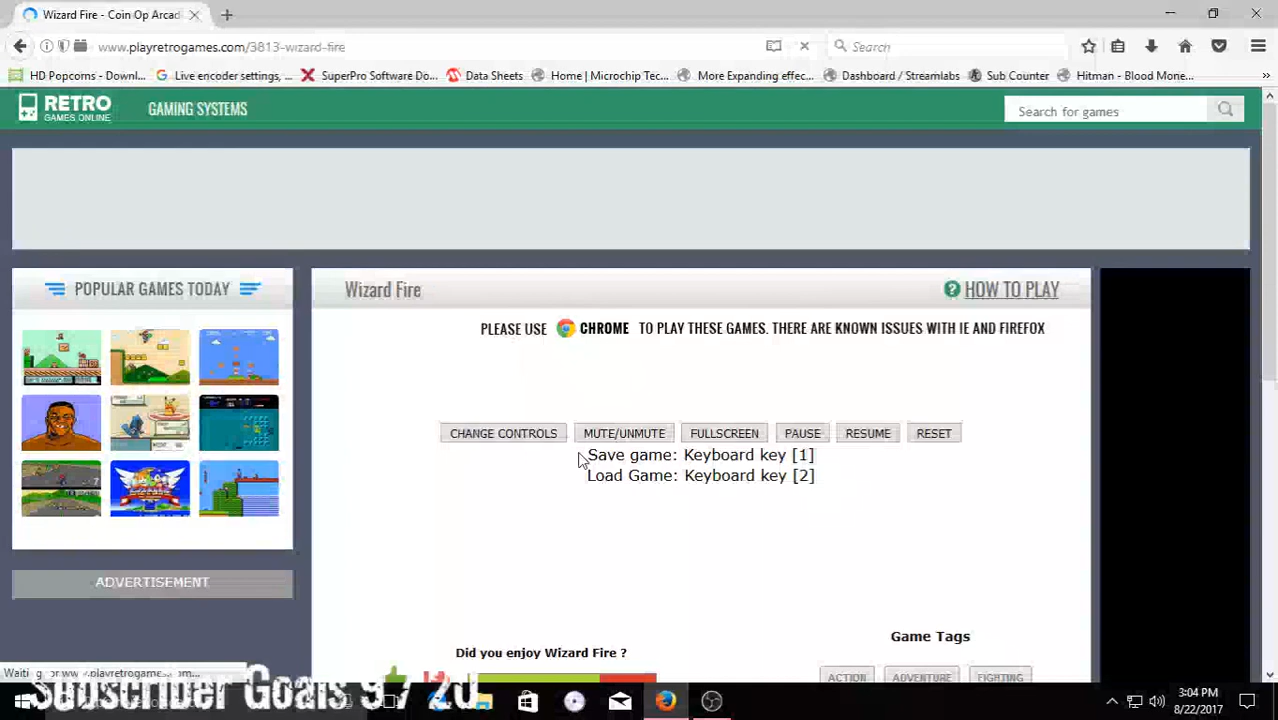 Wizard Fire - Coin Op Arcad
www.playretrogames.com/3813-wizard-fire
Search
HD Popcorns - Downl...
Live encoder settings, ...
SuperPro Software Do...
Data Sheets
Home | Microchip Tec...
More Expanding effec...
Dashboard / Streamlabs
Sub Counter
Hitman - Blood Mone...
RETRO
GAMES ONLINE
GAMING SYSTEMS
Search for games
POPULAR GAMES TODAY
Wizard Fire
HOW TO PLAY
PLEASE USE CHROME TO PLAY THESE GAMES. THERE ARE KNOWN ISSUES WITH IE AND FIREFOX
CHANGE CONTROLS
MUTE/UNMUTE
FULLSCREEN
PAUSE
RESUME
RESET
Save game: Keyboard key [1]
Load Game: Keyboard key [2]
ADVERTISEMENT
Game Tags
Did you enjoy Wizard Fire ?
ACTION
ADVENTURE
FIGHTING
Subscriber Goals
3:04 PM
8/22/2017